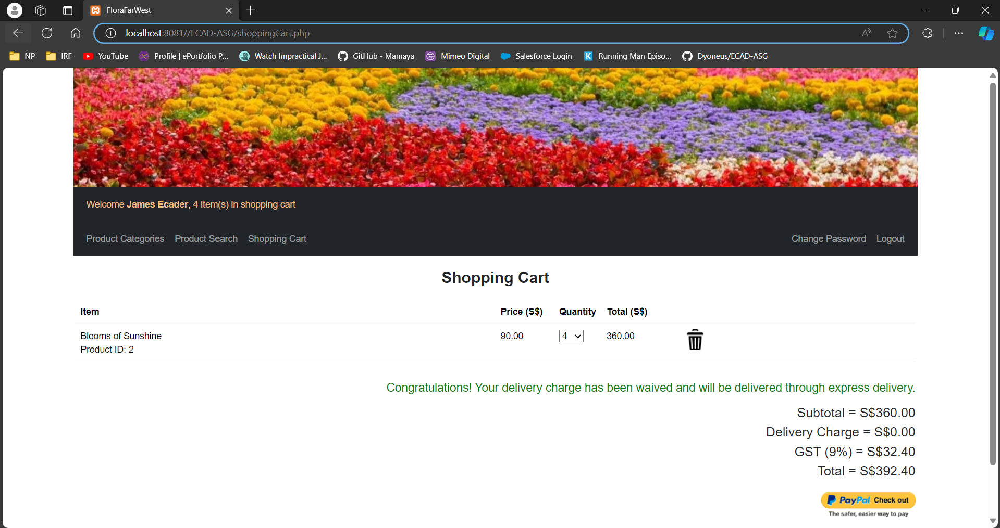 FloraFarWest
localhost:8081//ECAD-ASG/shoppingCart.php
NP IRF YouTube Profile | ePortfolio P... Watch Impractical J... GitHub - Mamaya Mimeo Digital Salesforce Login Running Man Episo... Dyoneus/ECAD-ASG
Welcome James Ecader, 4 item(s) in shopping cart
Product Categories Product Search Shopping Cart Change Password Logout
Shopping Cart
Item Price (S$) Quantity Total (S$)
Blooms of Sunshine 90.00 4 360.00
Product ID: 2
Congratulations! Your delivery charge has been waived and will be delivered through express delivery.
Subtotal = S$360.00
Delivery Charge = S$0.00
GST (9%) = S$32.40
Total = S$392.40
PayPal Check out
The safer, easier way to pay